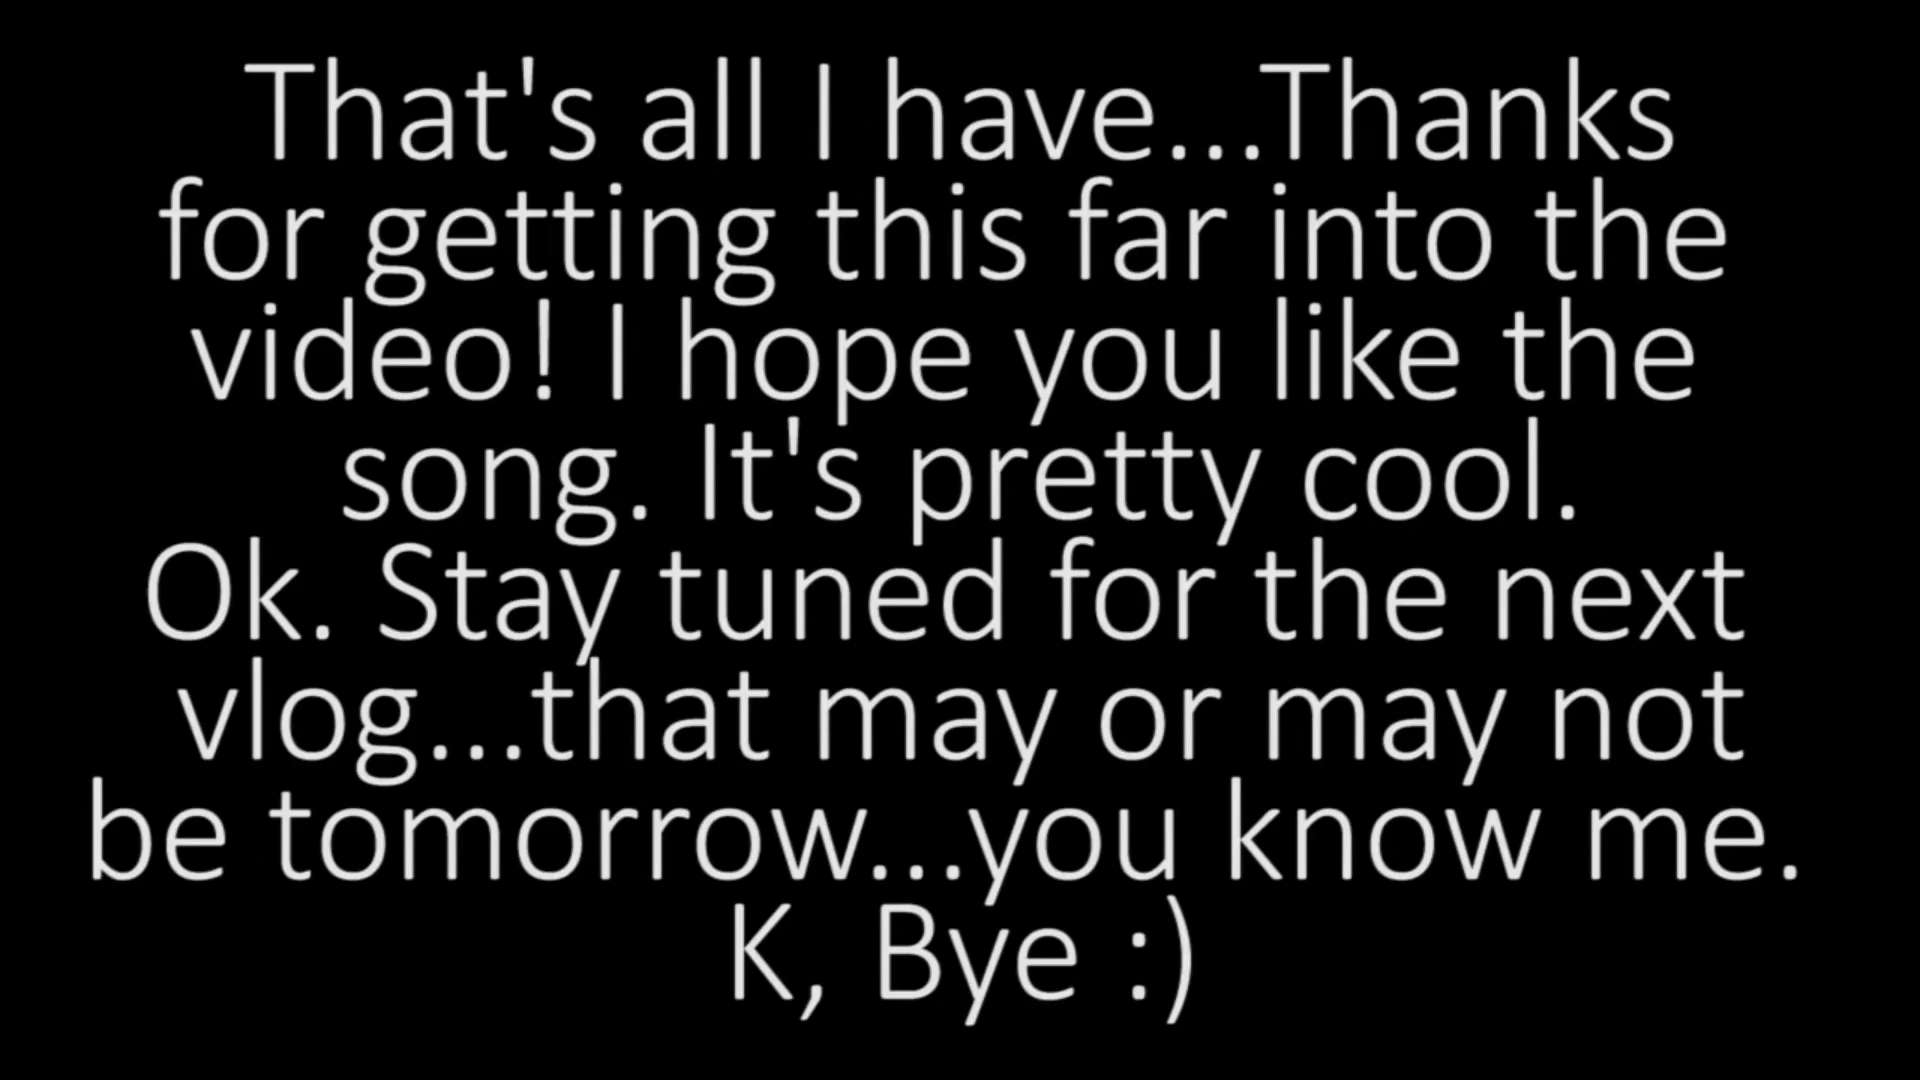 That's all I have...Thanks
for getting this far into the
video! I hope you like the
song. It's pretty cool.
Ok. Stay tuned for the next
vlog...that may or may not
be tomorrow...you know me.
K, Bye :)